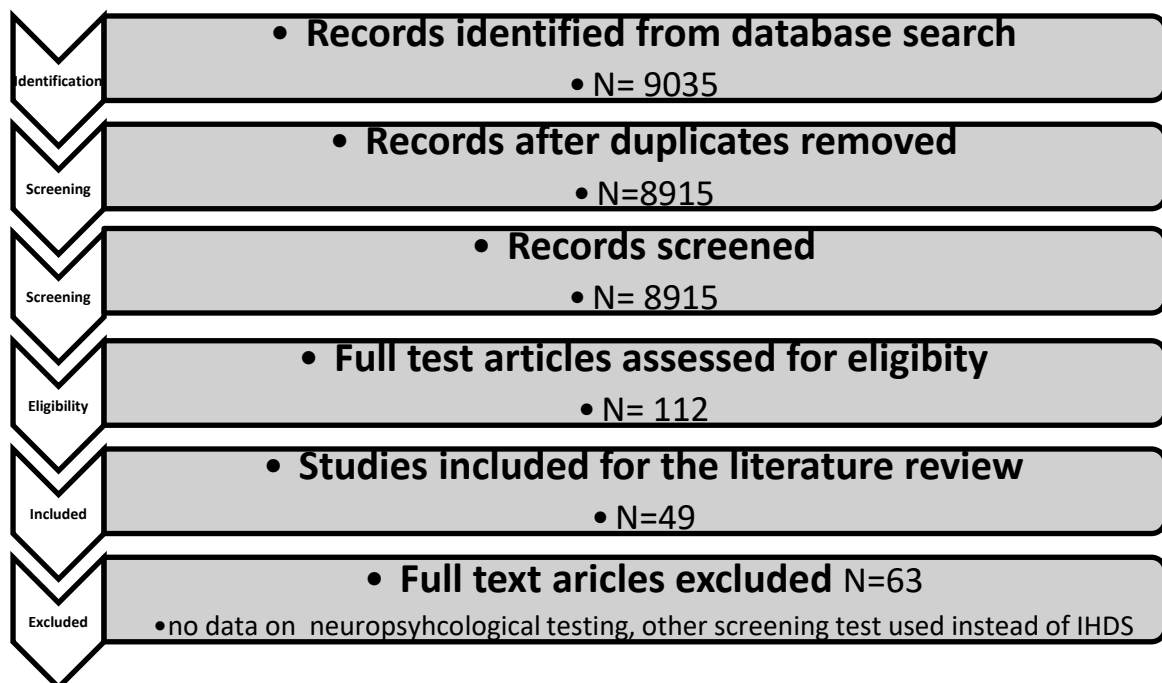 • Records identified from database search
Identification
• N= 9035
• Records after duplicates removed
Screening
• N=8915
• Records screened
Screening
• N= 8915
• Full test articles assessed for eligibity
Eligibility
• N= 112
• Studies included for the literature review
Included
• N=49
• Full text aricles excluded N=63
Excluded
•no data on neuropsyhcological testing, other screening test used instead of IHDS